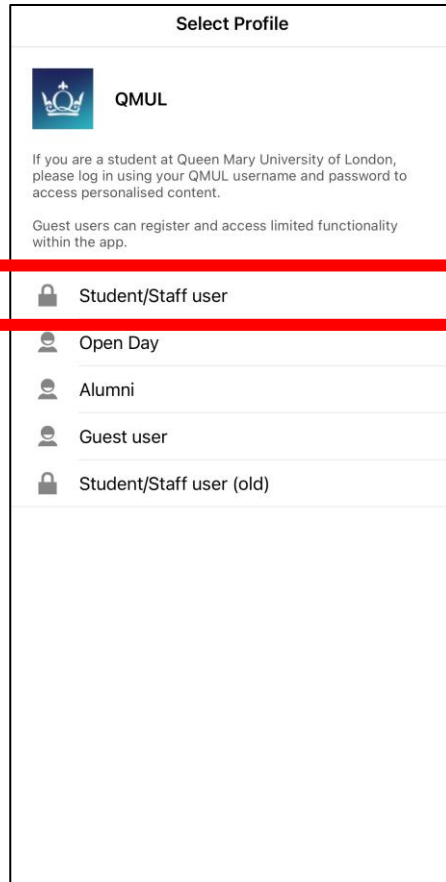 Select Profile
QMUL
If you are a student at Queen Mary University of London,
please log in using your QMUL username and password to
access personalised content.
Guest users can register and access limited functionality
within the app.
Student/Staff user
Open Day
Alumni
Guest user
Student/Staff user (old)